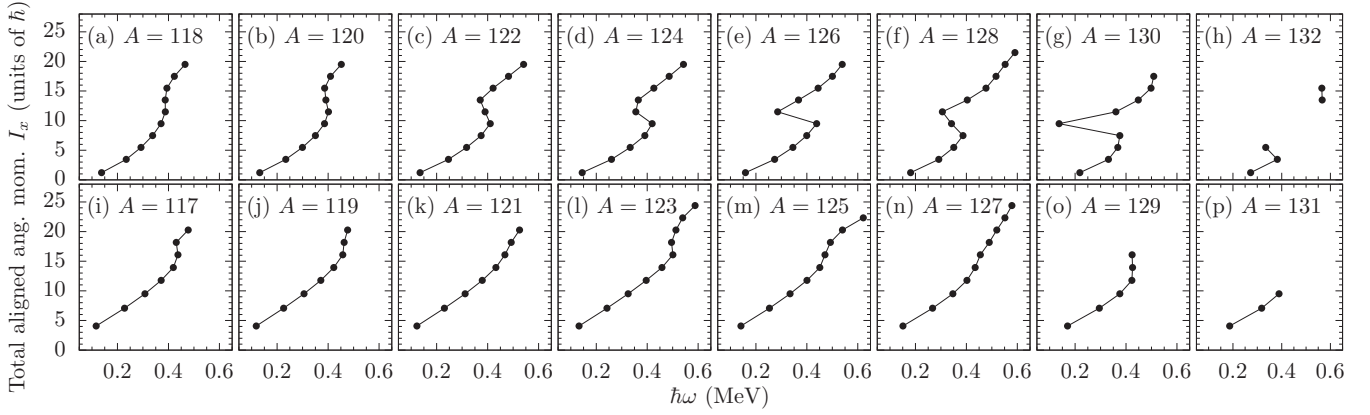 Total aligned ang. mom. I_x (units of ħ)
25
20
15
10
5
0
(a) A = 118
(b) A = 120
(c) A = 122
(d) A = 124
(e) A = 126
(f) A = 128
(g) A = 130
(h) A = 132
25
20
15
10
5
0
(i) A = 117
(j) A = 119
(k) A = 121
(l) A = 123
(m) A = 125
(n) A = 127
(o) A = 129
(p) A = 131
0.2 0.4 0.6 0.2 0.4 0.6 0.2 0.4 0.6 0.2 0.4 0.6 0.2 0.4 0.6 0.2 0.4 0.6 0.2 0.4 0.6 0.2 0.4 0.6
ħω (MeV)